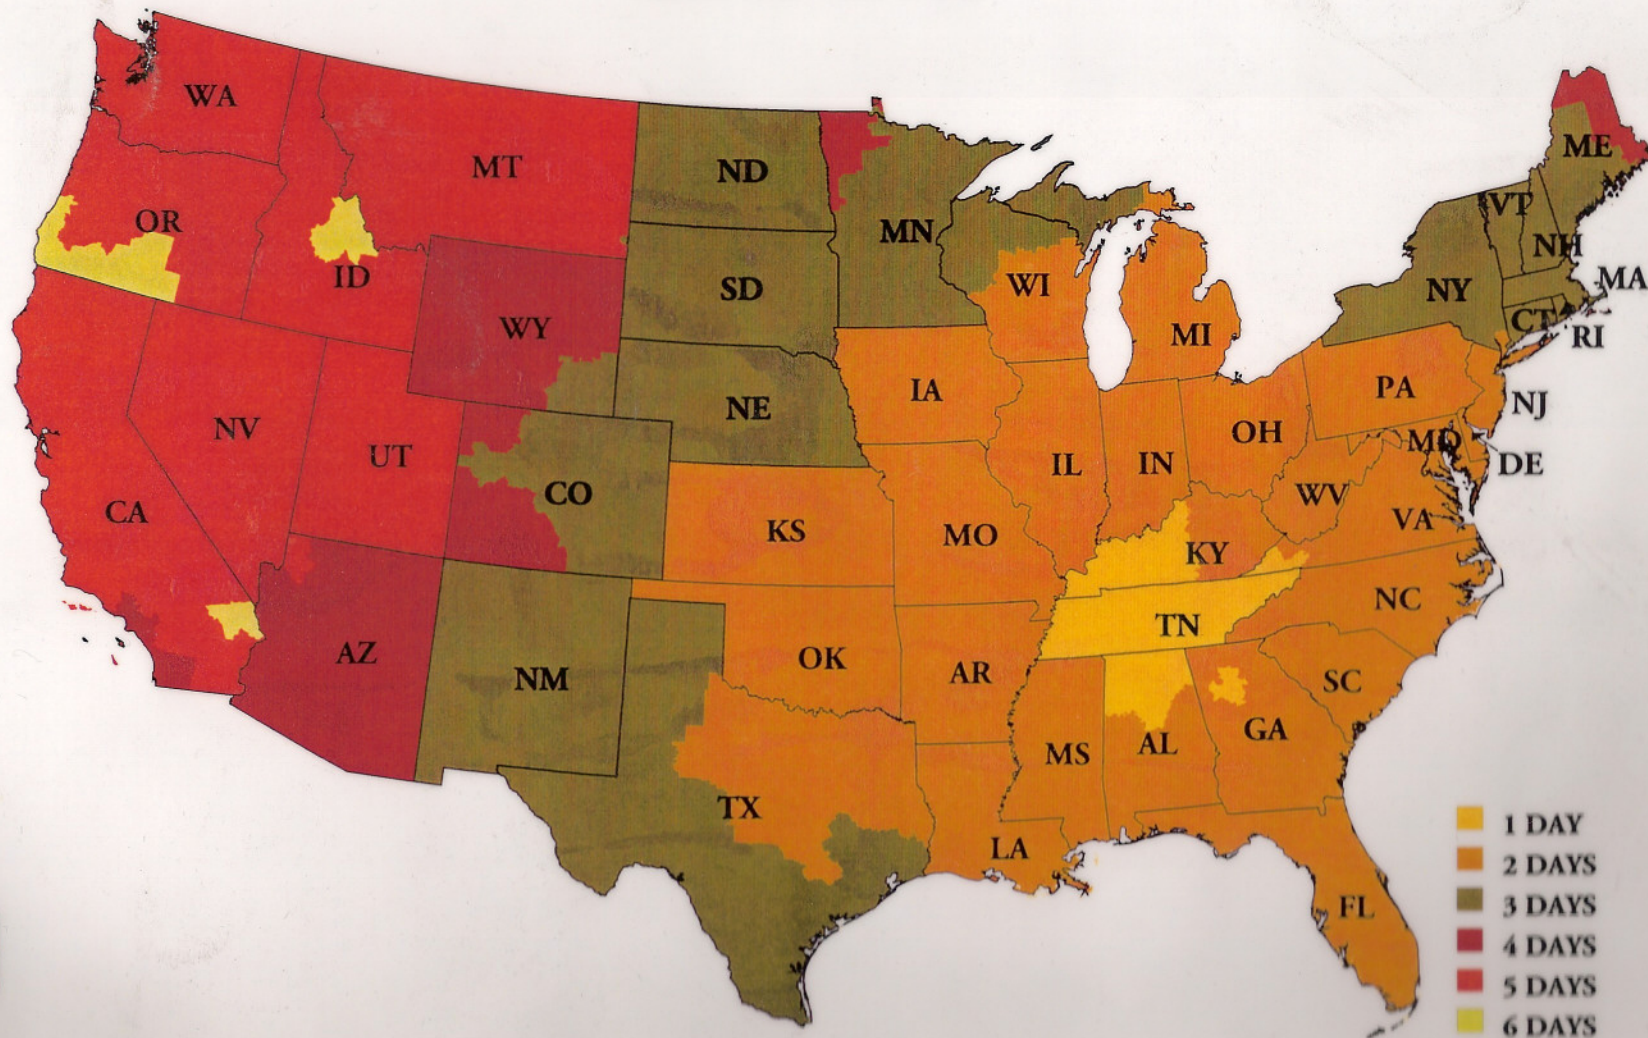 WA
MT
ND
ME
OR
MN
VT
NH
ID
SD
WI
NY
MA
WY
MI
CT
RI
IA
PA
NE
NJ
NV
UT
OH
MD
IL
IN
DE
CO
WV
CA
KS
MO
VA
KY
NC
TN
AZ
OK
AR
SC
NM
GA
MS
AL
TX
LA
FL
1 DAY
2 DAYS
3 DAYS
4 DAYS
5 DAYS
6 DAYS